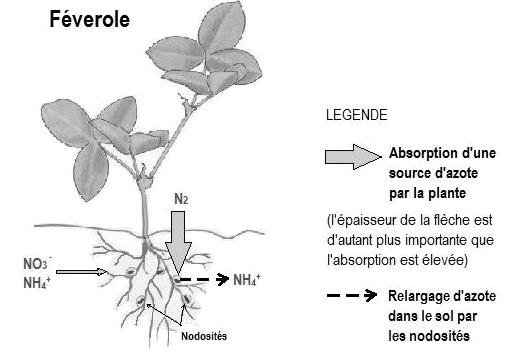 Féverole
LEGENDE
Absorption d'une
source d'azote
par la plante
(l'épaisseur de la flèche est
d'autant plus importante que
l'absorption est élevée)
Relargage d'azote
dans le sol par
les nodosités
N2
NO3-
NH4+
NH4+
Nodosités